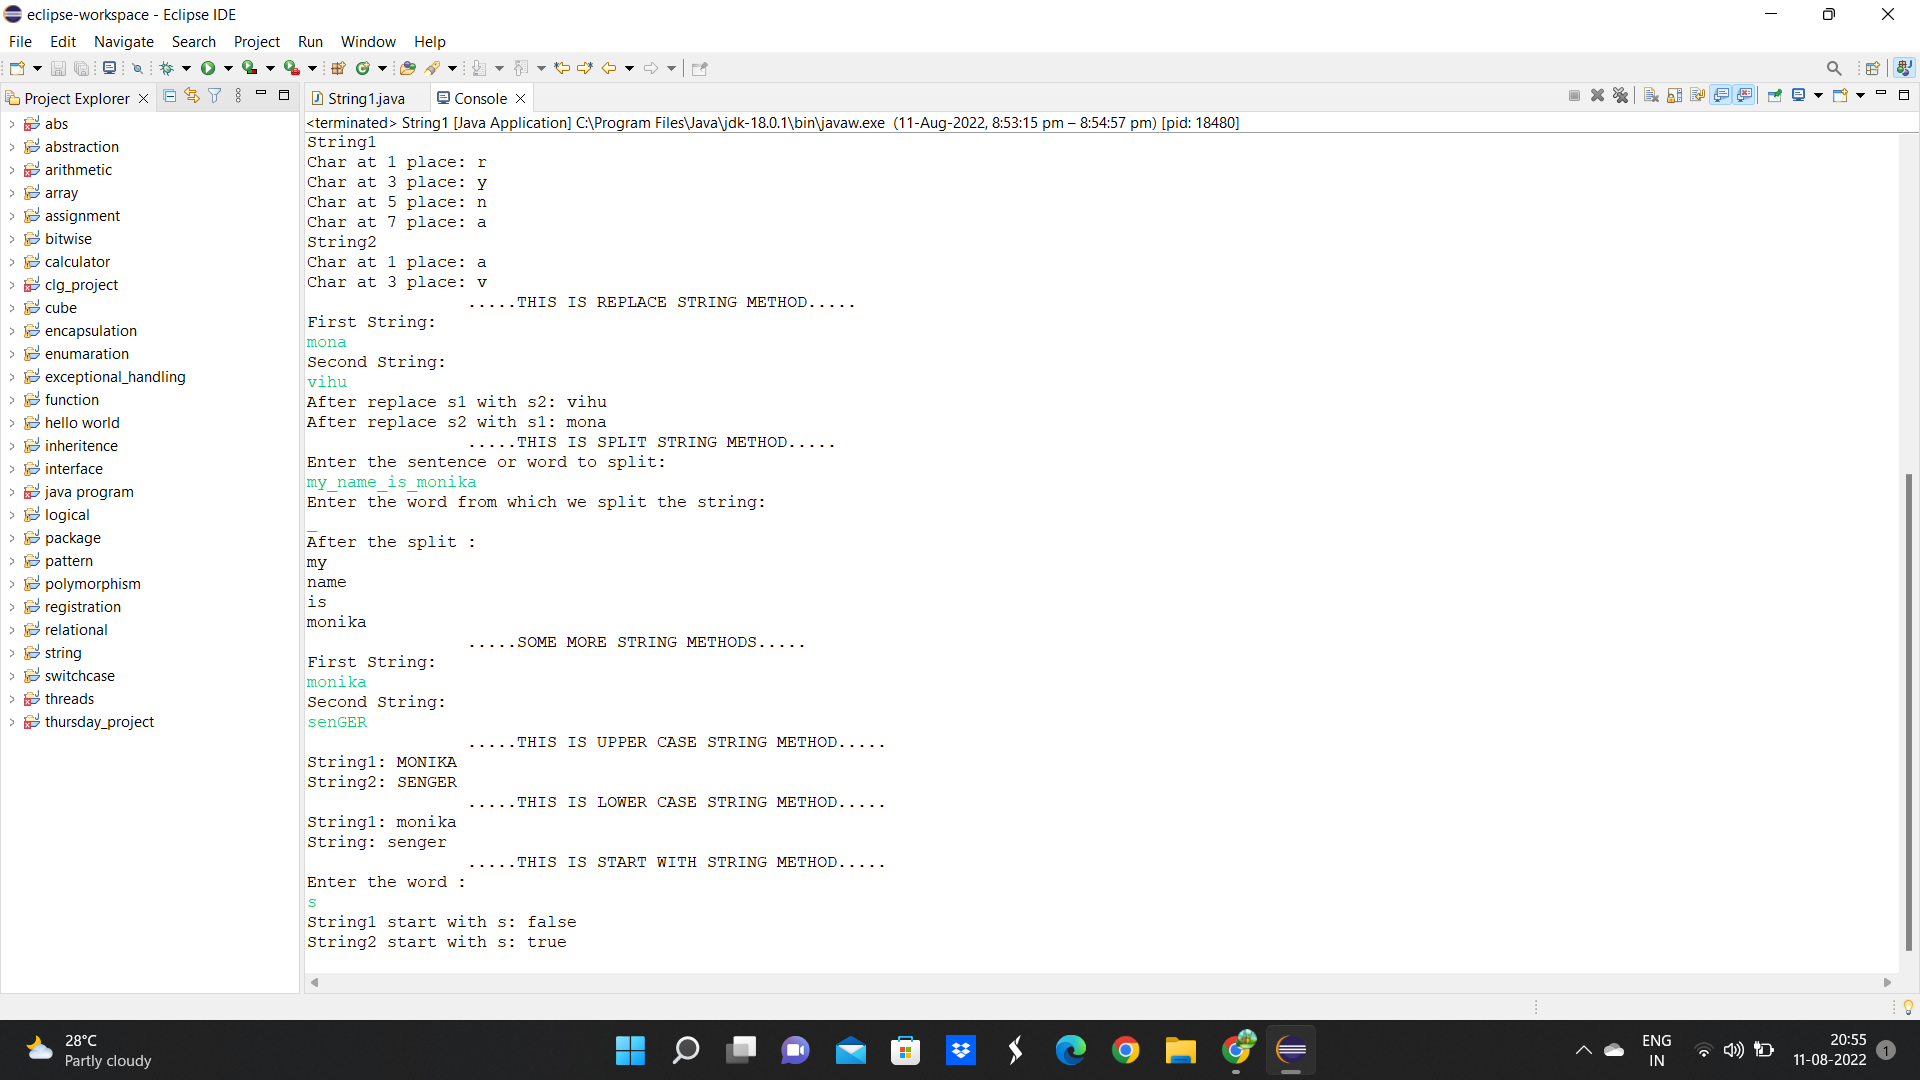 eclipse-workspace - Eclipse IDE
File Edit Navigate Search Project Run Window Help
Project Explorer
String1.java
Console
<terminated> String1 [Java Application] C:\Program Files\Java\jdk-18.0.1\bin\javaw.exe (11-Aug-2022, 8:53:15 pm – 8:54:57 pm) [pid: 18480]
abs
abstraction
arithmetic
array
assignment
bitwise
calculator
clg_project
cube
encapsulation
enumaration
exceptional_handling
function
hello world
inheritence
interface
java program
logical
package
pattern
polymorphism
registration
relational
string
switchcase
threads
thursday_project
String1
Char at 1 place: r
Char at 3 place: y
Char at 5 place: n
Char at 7 place: a
String2
Char at 1 place: a
Char at 3 place: v
.....THIS IS REPLACE STRING METHOD.....
First String:
mona
Second String:
vihu
After replace s1 with s2: vihu
After replace s2 with s1: mona
.....THIS IS SPLIT STRING METHOD.....
Enter the sentence or word to split:
my_name_is_monika
Enter the word from which we split the string:
_
After the split :
my
name
is
monika
.....SOME MORE STRING METHODS.....
First String:
monika
Second String:
senGER
.....THIS IS UPPER CASE STRING METHOD.....
String1: MONIKA
String2: SENGER
.....THIS IS LOWER CASE STRING METHOD.....
String1: monika
String: senger
.....THIS IS START WITH STRING METHOD.....
Enter the word :
s
String1 start with s: false
String2 start with s: true
28°C
Partly cloudy
ENG
IN
20:55
11-08-2022
1